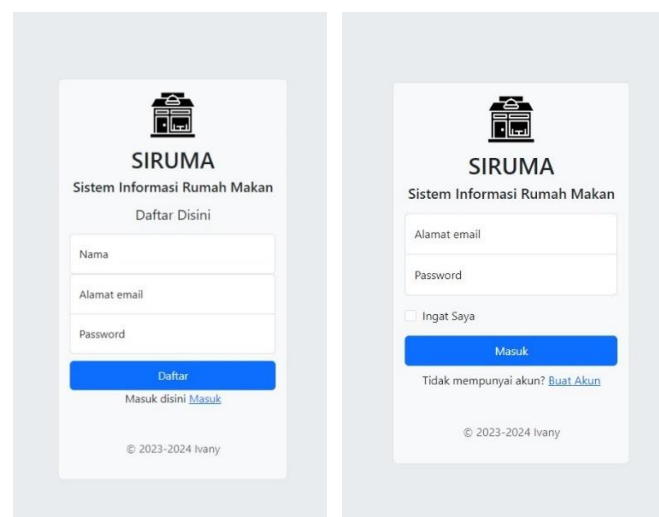 SIRUMA
Sistem Informasi Rumah Makan
Daftar Disini
Nama
Alamat email
Password
Daftar
Masuk disini Masuk
© 2023-2024 Ivany
SIRUMA
Sistem Informasi Rumah Makan
Alamat email
Password
Ingat Saya
Masuk
Tidak mempunyai akun? Buat Akun
© 2023-2024 Ivany